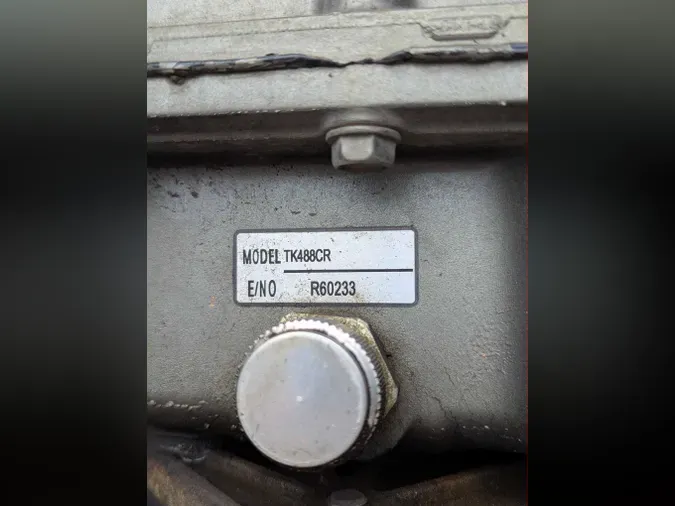 MODEL TK488CR
E/NO R60233